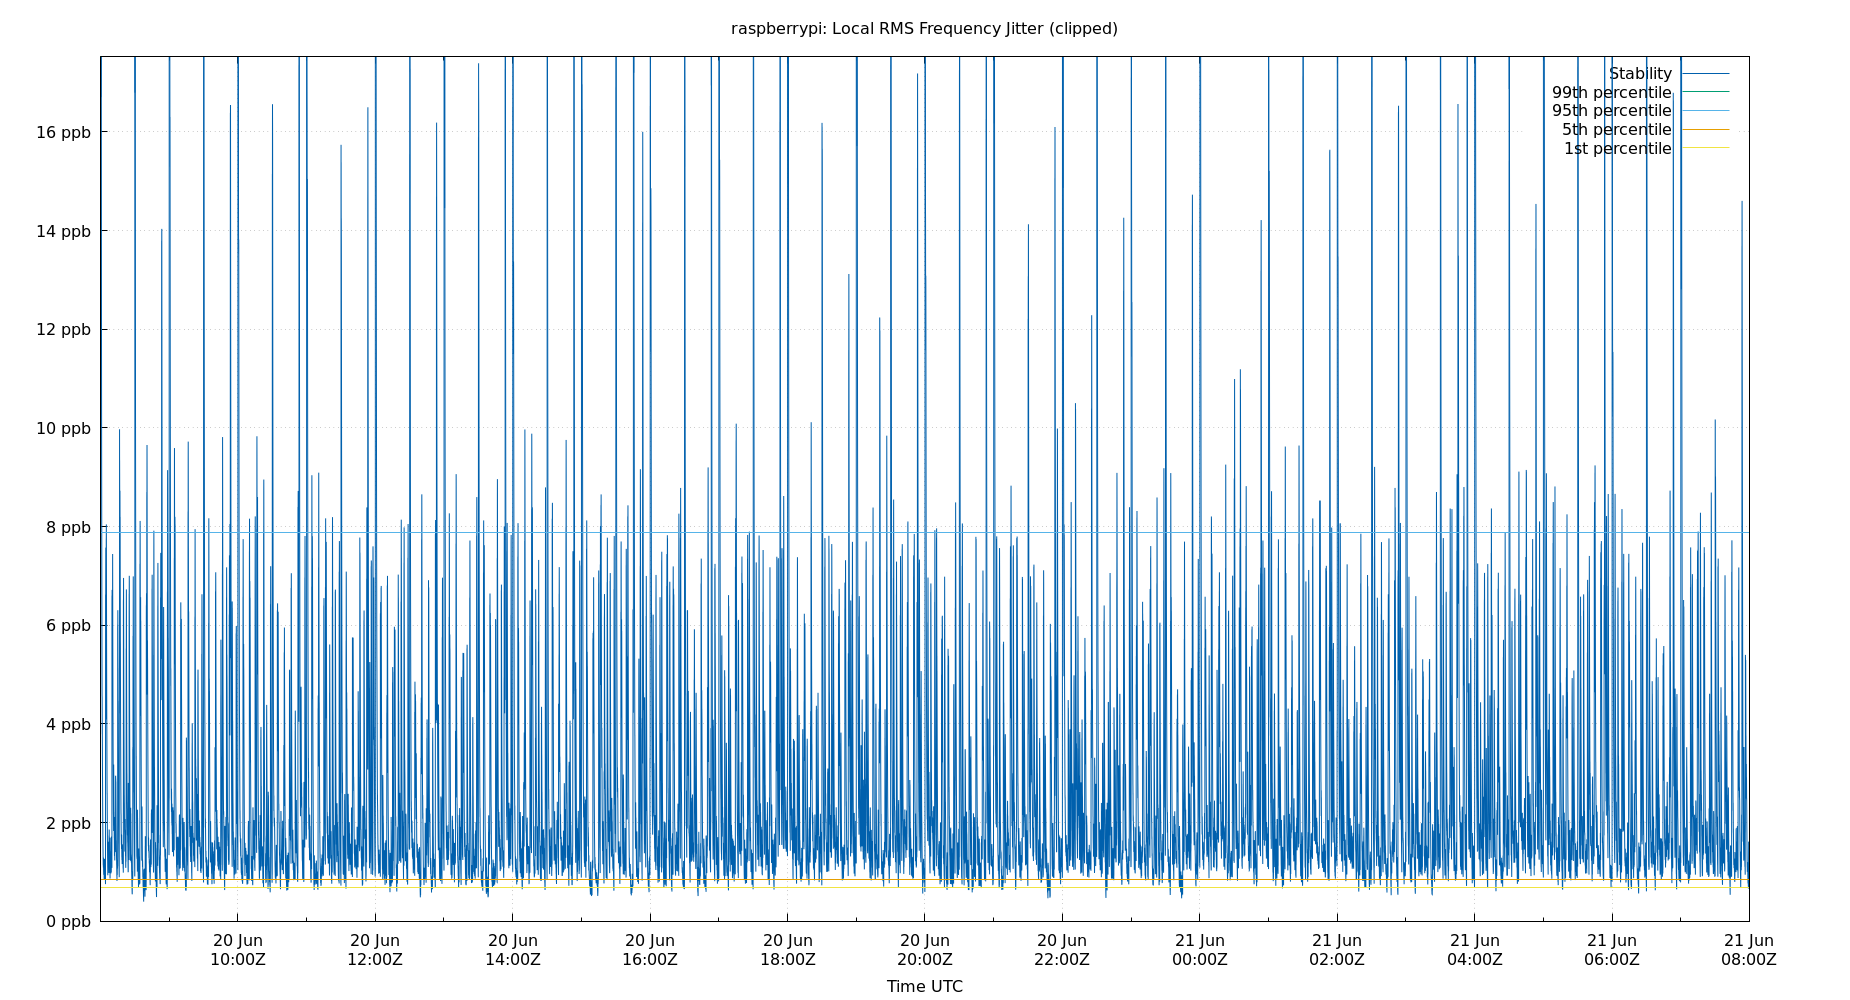 raspberrypi: Local RMS Frequency Jitter (clipped)
Stability
99th percentile
95th percentile
5th percentile
1st percentile
16 ppb
14 ppb
12 ppb
10 ppb
8 ppb
6 ppb
4 ppb
2 ppb
0 ppb
20 Jun 20 Jun 20 Jun 20 Jun 20 Jun 20 Jun 20 Jun 21 Jun 21 Jun 21 Jun 21 Jun 21 Jun
10:00Z 12:00Z 14:00Z 16:00Z 18:00Z 20:00Z 22:00Z 00:00Z 02:00Z 04:00Z 06:00Z 08:00Z
Time UTC